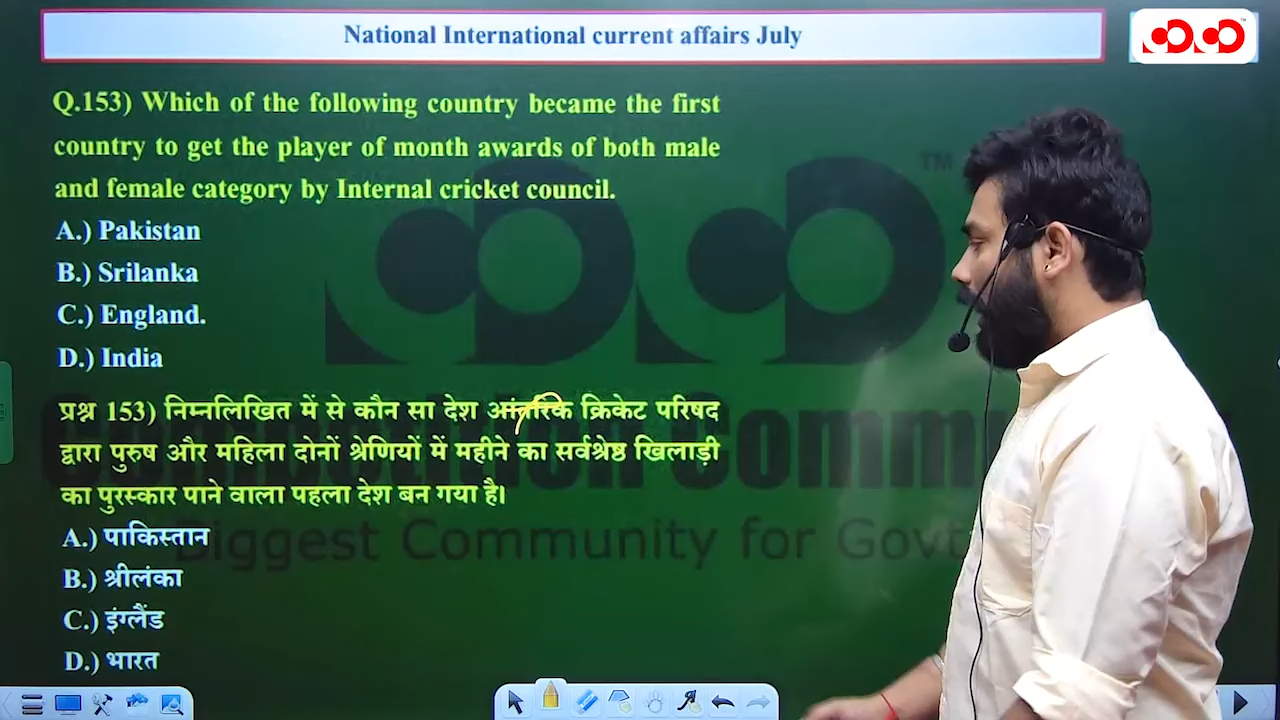 National International current affairs July
Q.153) Which of the following country became the first
country to get the player of month awards of both male
and female category by Internal cricket council.
A.) Pakistan
B.) Srilanka
C.) England.
D.) India
प्रश्न 153) निम्नलिखित में से कौन सा देश आंतरिक क्रिकेट परिषद
द्वारा पुरुष और महिला दोनों श्रेणियों में महीने का सर्वश्रेष्ठ खिलाड़ी
का पुरस्कार पाने वाला पहला देश बन गया है।
A.) पाकिस्तान
B.) श्रीलंका
C.) इंग्लैंड
D.) भारत
Biggest Community for Govt
TM